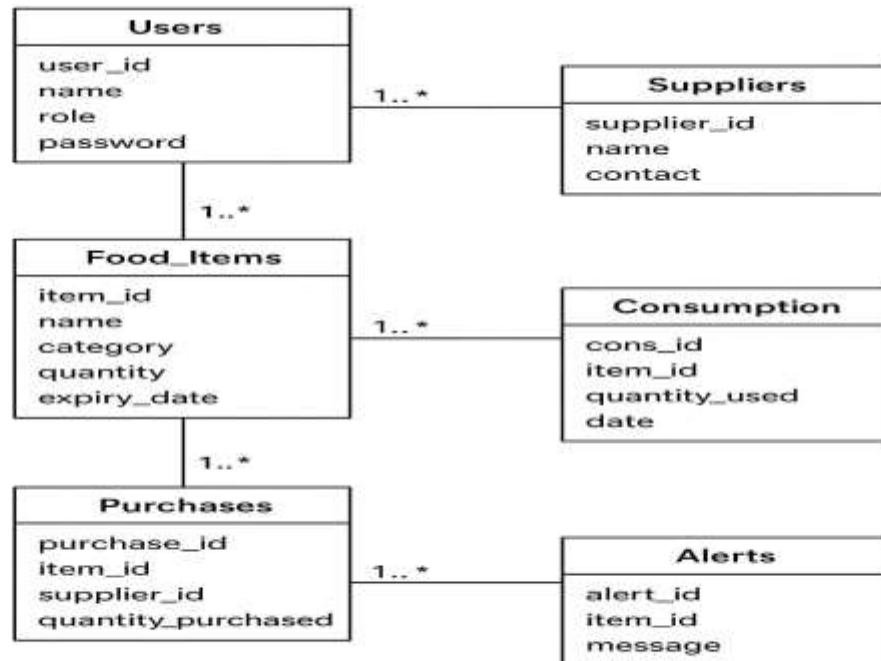 Users
user_id
name
role
password
1..*
Suppliers
supplier_id
name
contact
1..*
Food_Items
item_id
name
category
quantity
expiry_date
1..*
Consumption
cons_id
item_id
quantity_used
date
1..*
Purchases
purchase_id
item_id
supplier_id
quantity_purchased
1..*
Alerts
alert_id
item_id
message